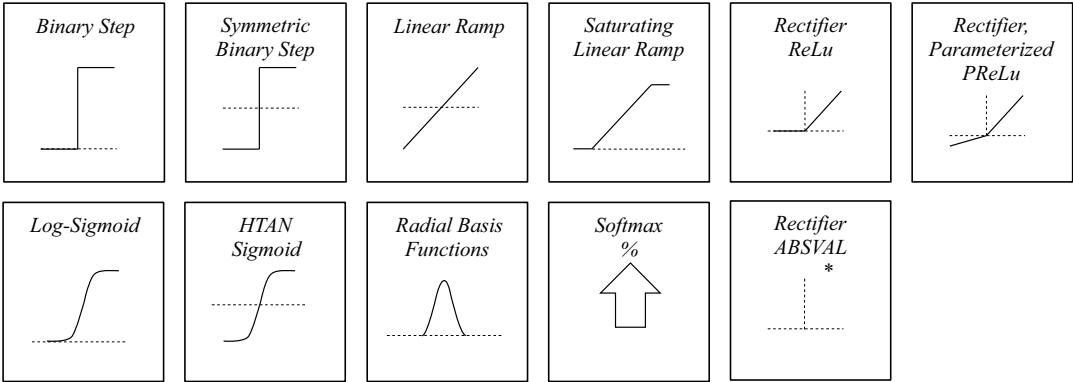 Binary Step
Symmetric
Binary Step
Linear Ramp
Saturating
Linear Ramp
Rectifier
ReLu
Rectifier,
Parameterized
PReLu
Log-Sigmoid
HTAN
Sigmoid
Radial Basis
Functions
Softmax
%
Rectifier
ABSVAL
*